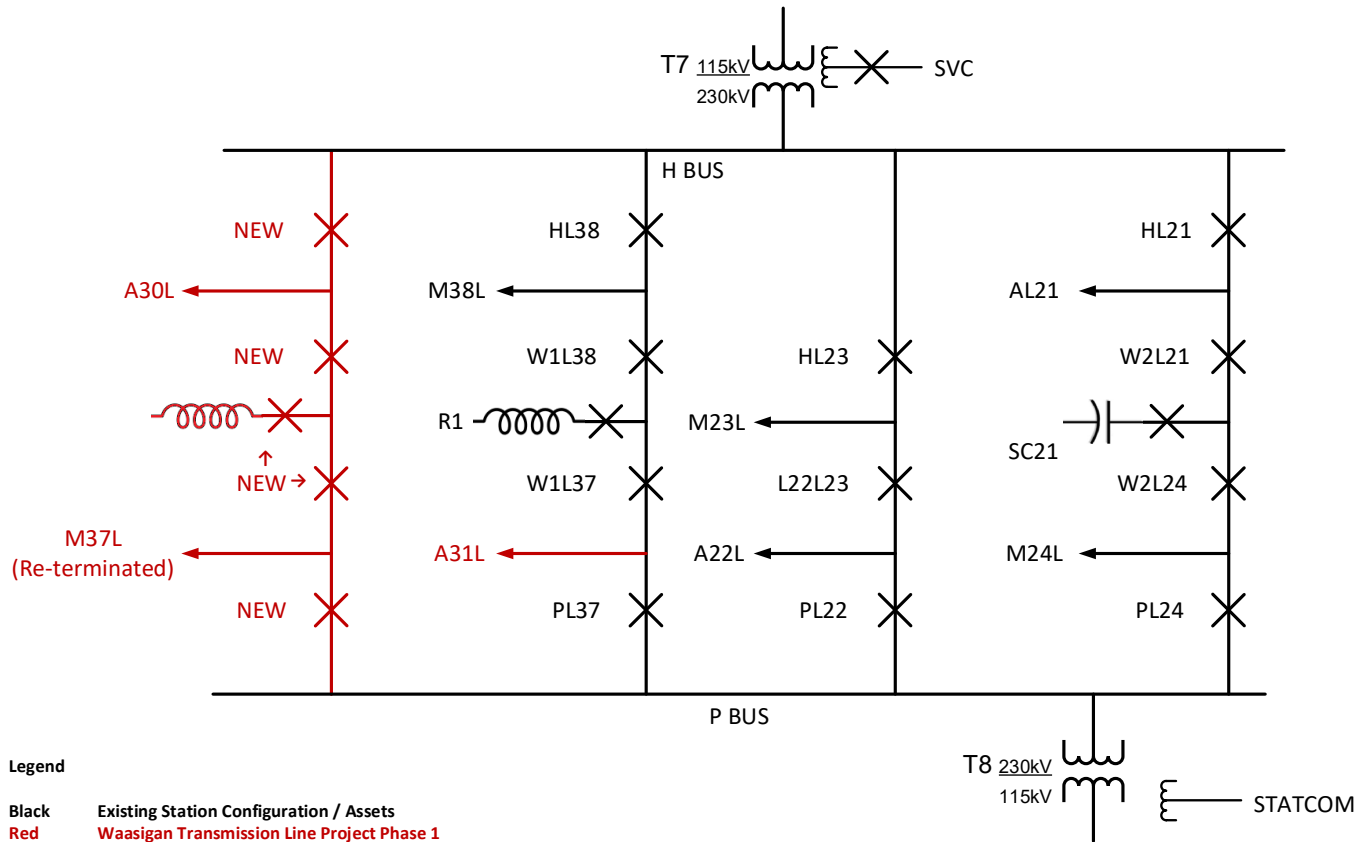 T7 115kV
230kV
SVC
H BUS
NEW
HL38
HL21
A30L
M38L
AL21
NEW
W1L38
HL23
W2L21
R1
M23L
SC21
↑
NEW →
W1L37
L22L23
W2L24
M37L
(Re-terminated)
A31L
A22L
M24L
NEW
PL37
PL22
PL24
P BUS
T8 230kV
115kV
STATCOM
Legend
Black Existing Station Configuration / Assets
Red Waasigan Transmission Line Project Phase 1